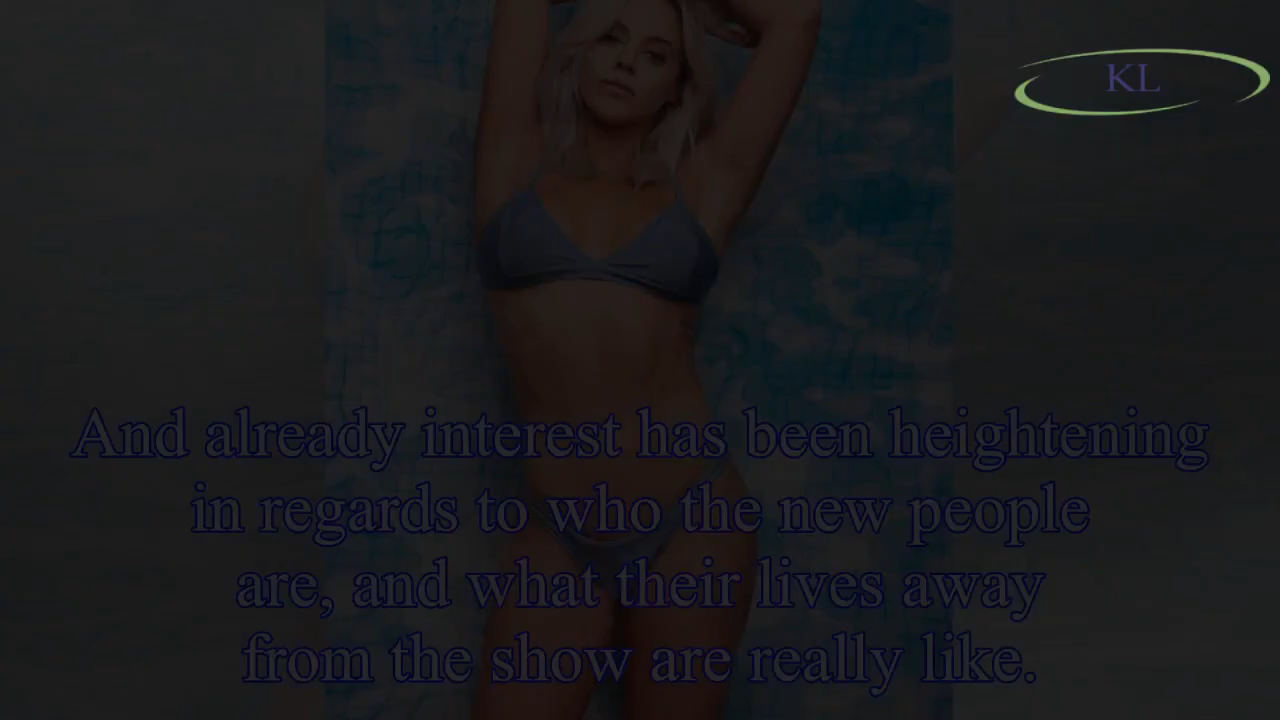 KL
And already interest has been heightening
in regards to who the new people
are, and what their lives away
from the show are really like.